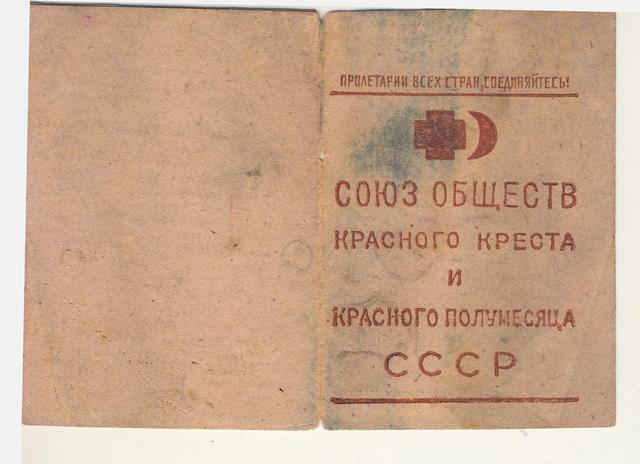 ПРОЛЕТАРИИ ВСЕХ СТРАН, СОЕДИНЯЙТЕСЬ!
СОЮЗ ОБЩЕСТВ
КРАСНОГО КРЕСТА
И
КРАСНОГО ПОЛУМЕСЯЦА
СССР